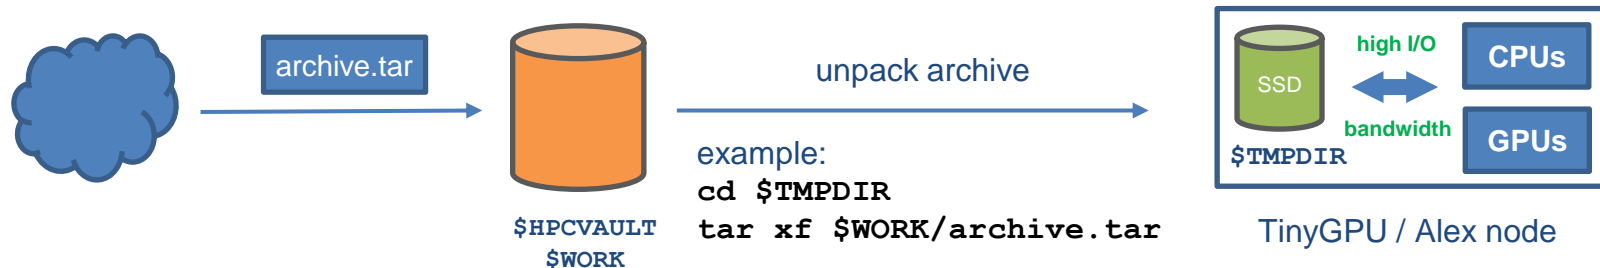 archive.tar
$HPCVAULT
$WORK
unpack archive
example:
cd $TMPDIR
tar xf $WORK/archive.tar
SSD
$TMPDIR
high I/O
bandwidth
CPUs
GPUs
TinyGPU / Alex node